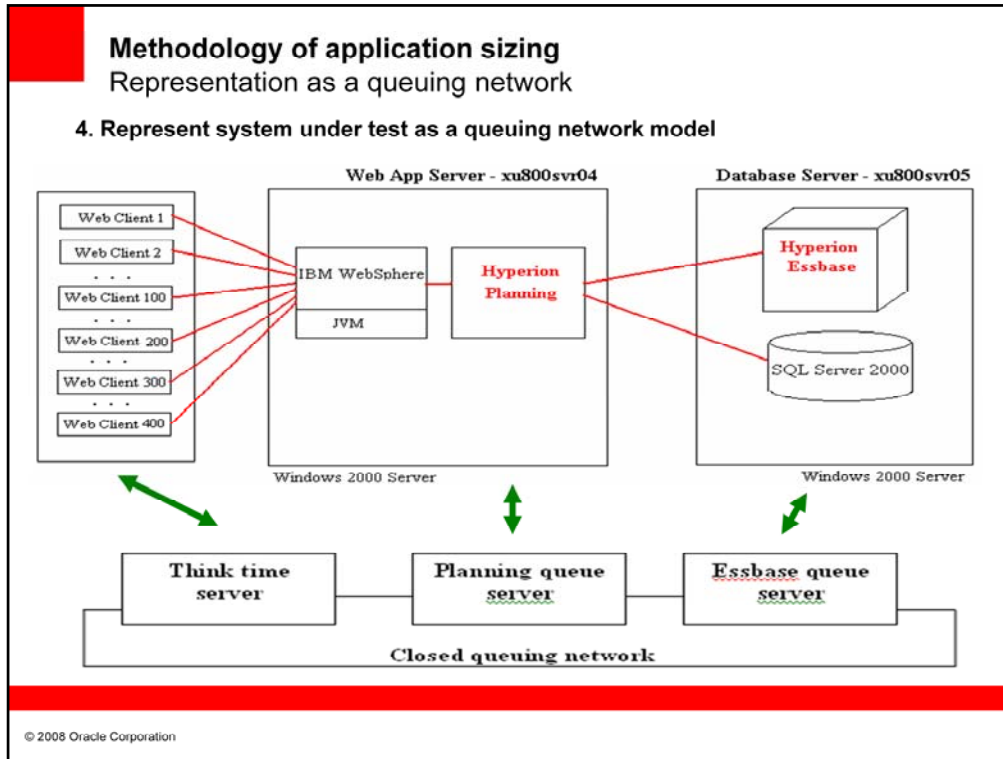 Methodology of application sizing
Representation as a queuing network
4. Represent system under test as a queuing network model
Web App Server - xu800svr04
Database Server - xu800svr05
Web Client 1
Web Client 2
. . .
Web Client 100
. . .
Web Client 200
. . .
Web Client 300
. . .
Web Client 400
IBM WebSphere
JVM
Hyperion
Planning
Hyperion
Essbase
SQL Server 2000
Windows 2000 Server
Windows 2000 Server
Think time
server
Planning queue
server
Essbase queue
server
Closed queuing network
© 2008 Oracle Corporation